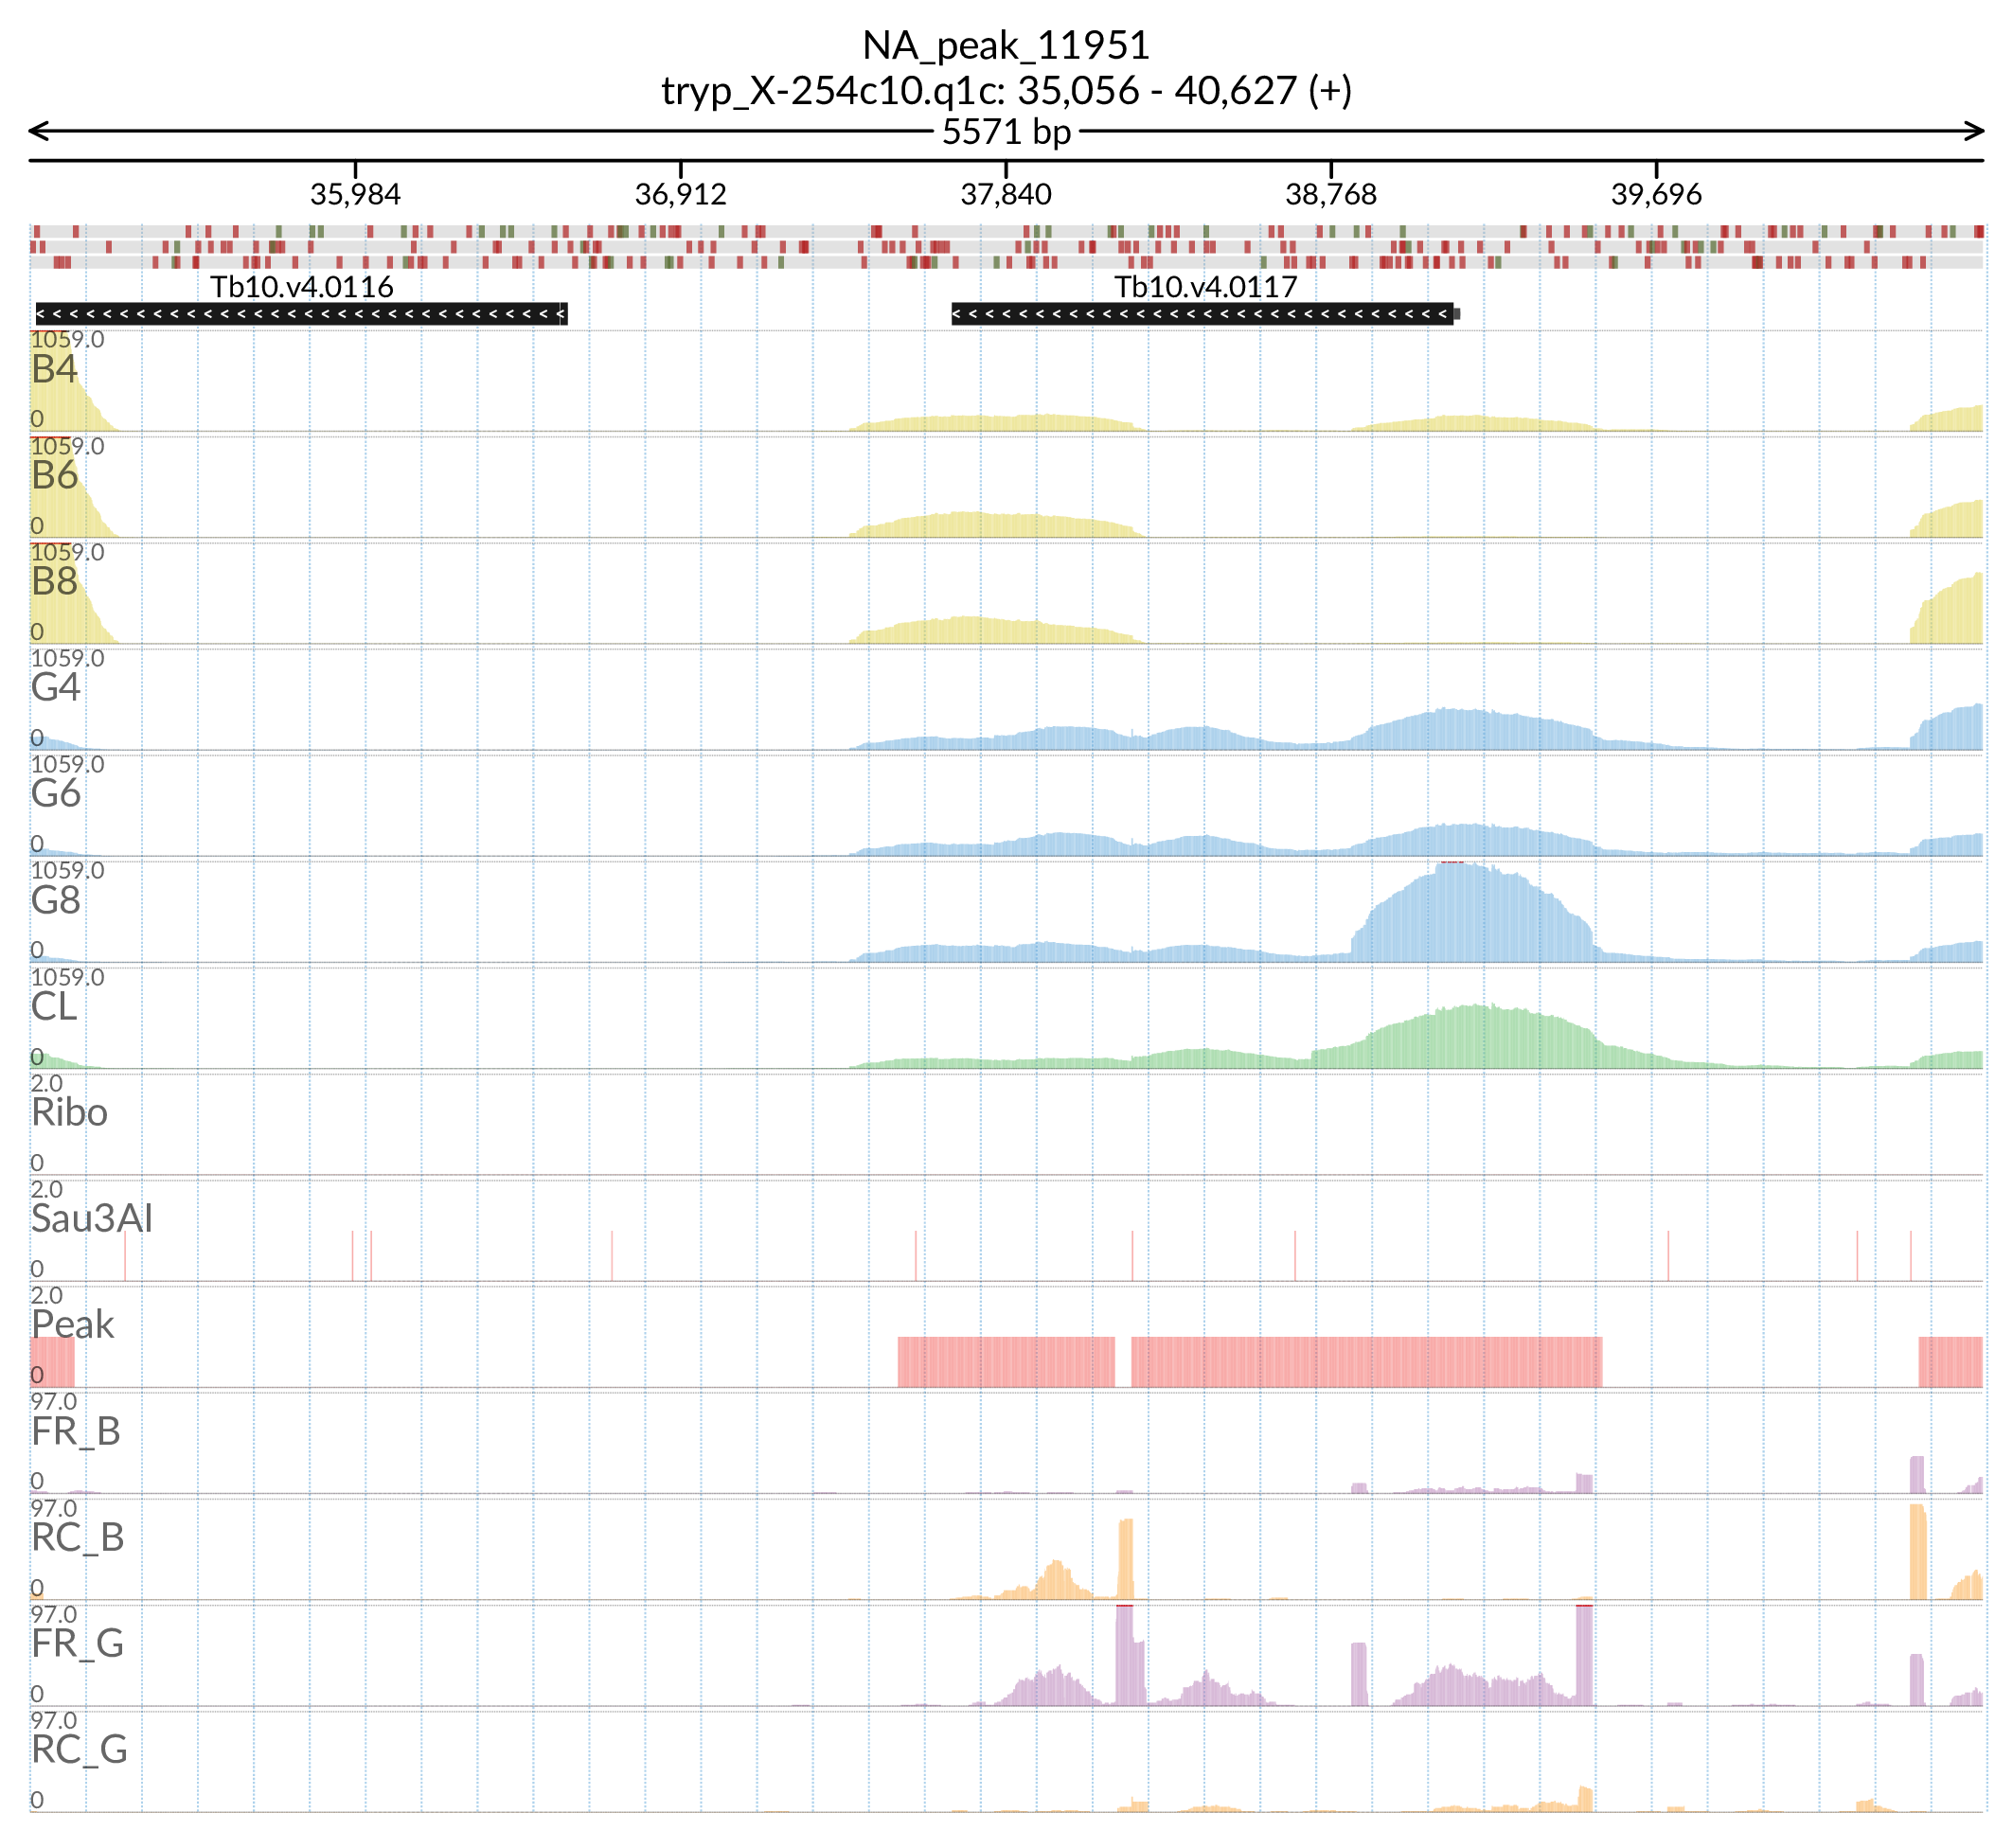 NA_peak_11951
tryp_X-254c10.q1c: 35,056 - 40,627 (+)
5571 bp
35,984 36,912 37,840 38,768 39,696
Tb10.v4.0116 Tb10.v4.0117
1059.0
B4
0
1059.0
B6
0
1059.0
B8
0
1059.0
G4
0
1059.0
G6
0
1059.0
G8
0
1059.0
CL
0
2.0
Ribo
0
2.0
Sau3AI
0
2.0
Peak
0
97.0
FR_B
0
97.0
RC_B
0
97.0
FR_G
0
97.0
RC_G
0